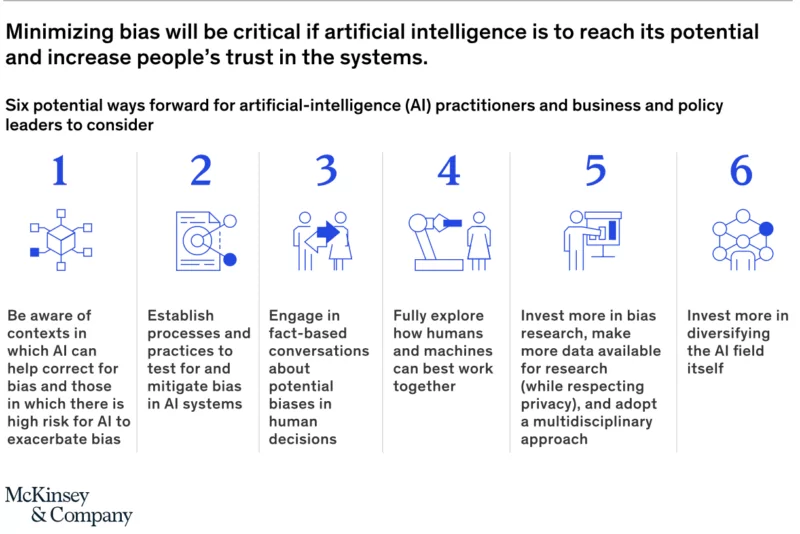 Minimizing bias will be critical if artificial intelligence is to reach its potential
and increase people’s trust in the systems.
Six potential ways forward for artificial-intelligence (AI) practitioners and business and policy
leaders to consider
1
Be aware of
contexts in
which AI can
help correct for
bias and those
in which there is
high risk for AI to
exacerbate bias
2
Establish
processes and
practices to
test for and
mitigate bias
in AI systems
3
Engage in
fact-based
conversations
about
potential
biases in
human
decisions
4
Fully explore
how humans
and machines
can best work
together
5
Invest more in bias
research, make
more data available
for research
(while respecting
privacy), and adopt
a multidisciplinary
approach
6
Invest more in
diversifying
the AI field
itself
McKinsey
& Company